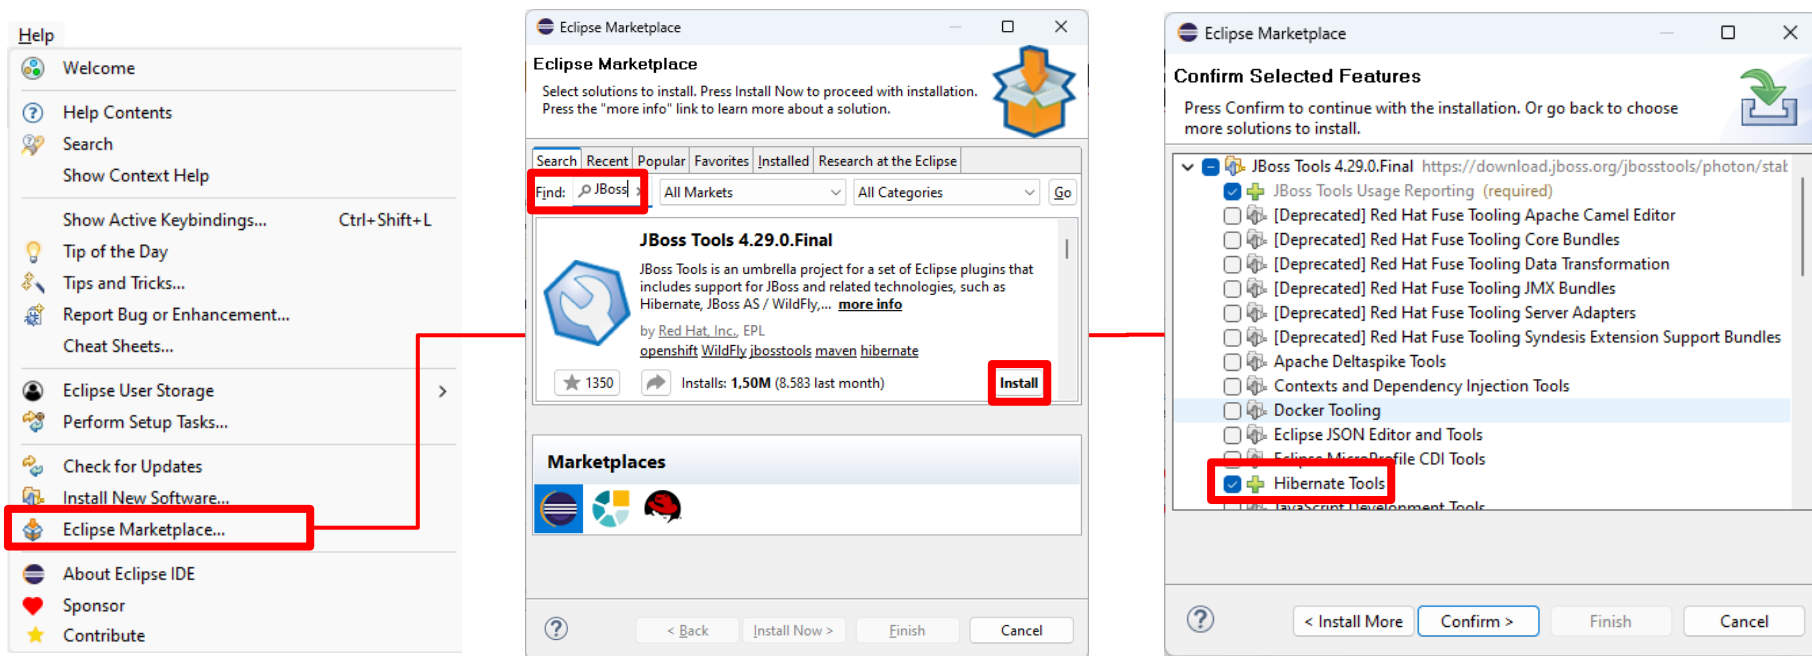 Help
Welcome
Help Contents
Search
Show Context Help
Show Active Keybindings... Ctrl+Shift+L
Tip of the Day
Tips and Tricks...
Report Bug or Enhancement...
Cheat Sheets...
Eclipse User Storage
Perform Setup Tasks...
Check for Updates
Install New Software...
Eclipse Marketplace...
About Eclipse IDE
Sponsor
Contribute
Eclipse Marketplace
Eclipse Marketplace
Select solutions to install. Press Install Now to proceed with installation.
Press the "more info" link to learn more about a solution.
Search Recent Popular Favorites Installed Research at the Eclipse
Find: JBoss All Markets All Categories Go
JBoss Tools 4.29.0.Final
JBoss Tools is an umbrella project for a set of Eclipse plugins that
includes support for JBoss and related technologies, such as
Hibernate, JBoss AS / WildFly,... more info
by Red Hat, Inc., EPL
openshift WildFly jbosstools maven hibernate
1350 Installs: 1,50M (8.583 last month) Install
Marketplaces
< Back Install Now > Finish Cancel
Eclipse Marketplace
Confirm Selected Features
Press Confirm to continue with the installation. Or go back to choose
more solutions to install.
JBoss Tools 4.29.0.Final https://download.jboss.org/jbosstools/photon/stab
JBoss Tools Usage Reporting (required)
[Deprecated] Red Hat Fuse Tooling Apache Camel Editor
[Deprecated] Red Hat Fuse Tooling Core Bundles
[Deprecated] Red Hat Fuse Tooling Data Transformation
[Deprecated] Red Hat Fuse Tooling JMX Bundles
[Deprecated] Red Hat Fuse Tooling Server Adapters
[Deprecated] Red Hat Fuse Tooling Syndesis Extension Support Bundles
Apache Deltaspike Tools
Contexts and Dependency Injection Tools
Docker Tooling
Eclipse JSON Editor and Tools
Eclipse MicroProfile CDI Tools
Hibernate Tools
JavaScript Development Tools
< Install More Confirm > Finish Cancel